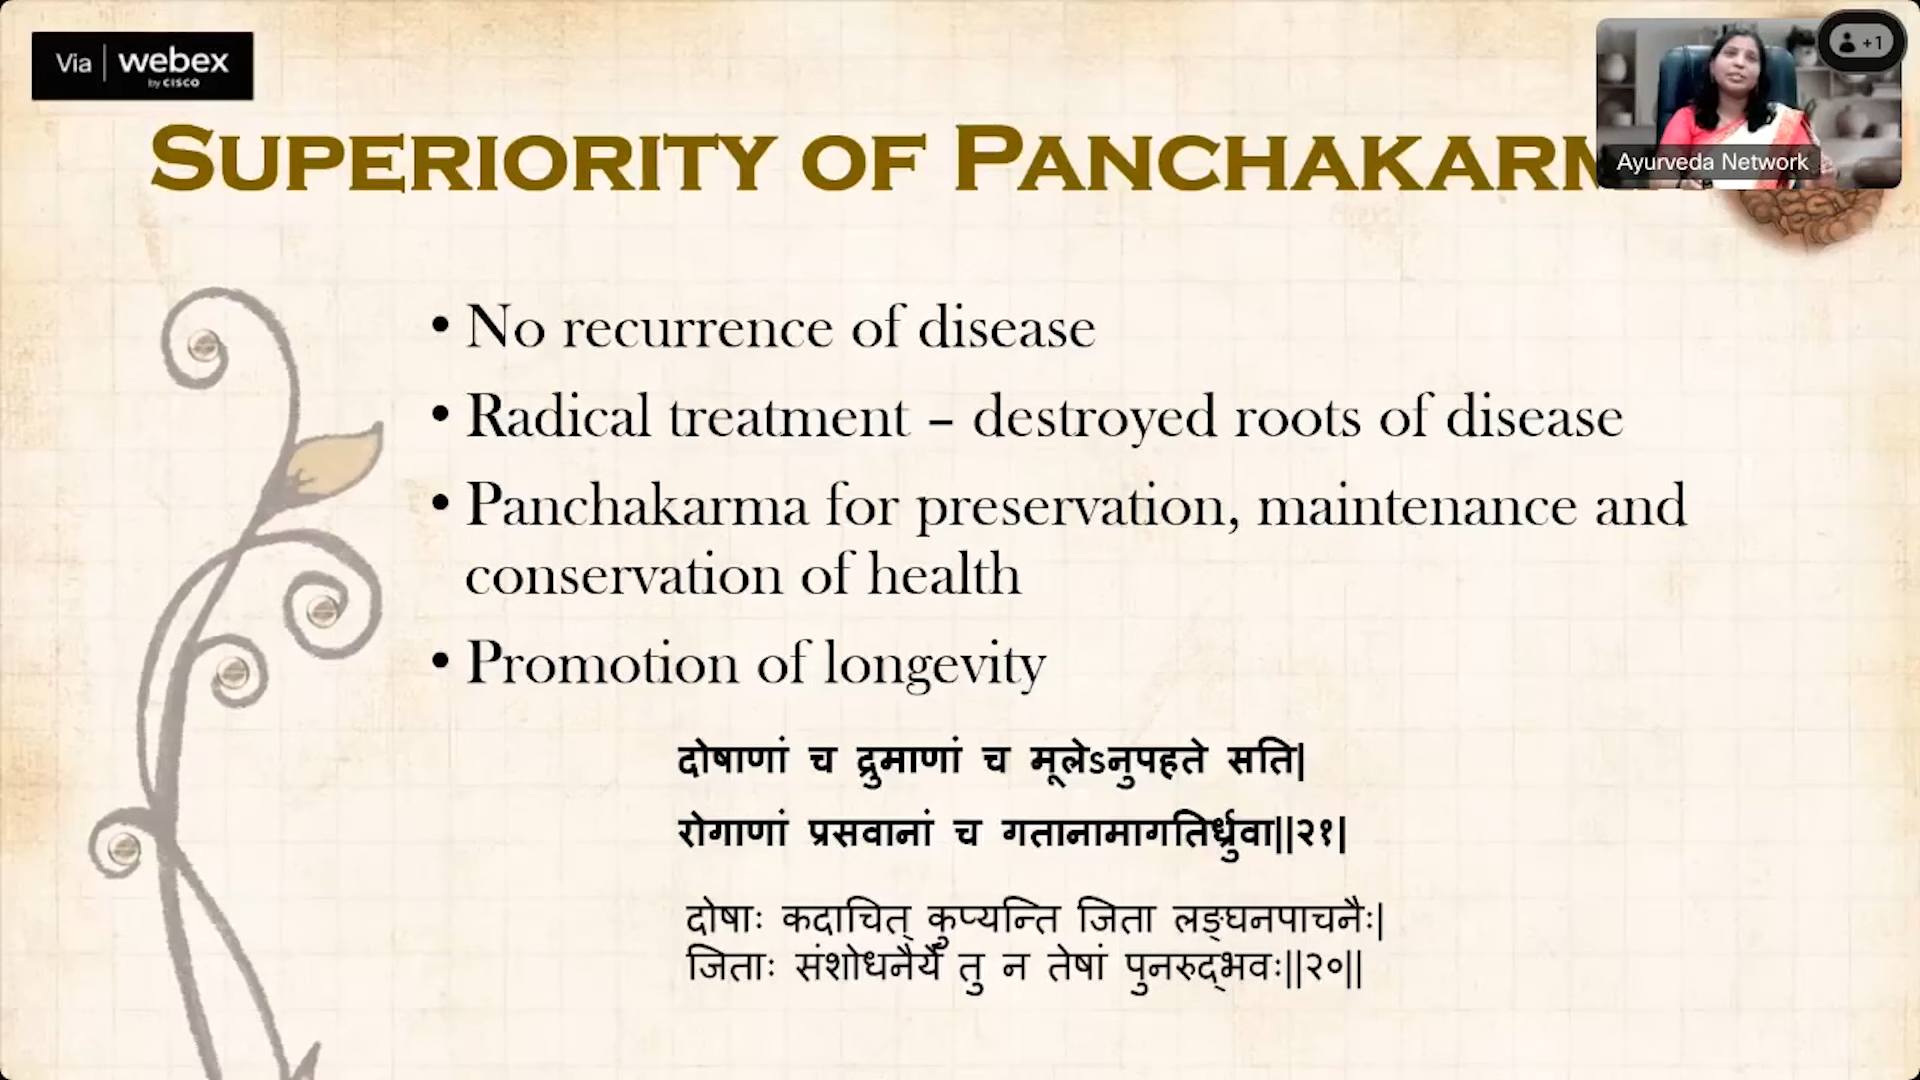 Via | webex
by CISCO
+1
Ayurveda Network
SUPERIORITY OF PANCHAKARM
• No recurrence of disease
• Radical treatment – destroyed roots of disease
• Panchakarma for preservation, maintenance and
conservation of health
• Promotion of longevity
दोषाणां च द्रुमाणां च मूलेऽनुपहते सति|
रोगाणां प्रसवानां च गतानामागतिर्ध्रुवा||२१|
दोषाः कदाचित् कुप्यन्ति जिता लङ्घनपाचनैः|
जिताः संशोधनैर्ये तु न तेषां पुनरुद्भवः||२०||